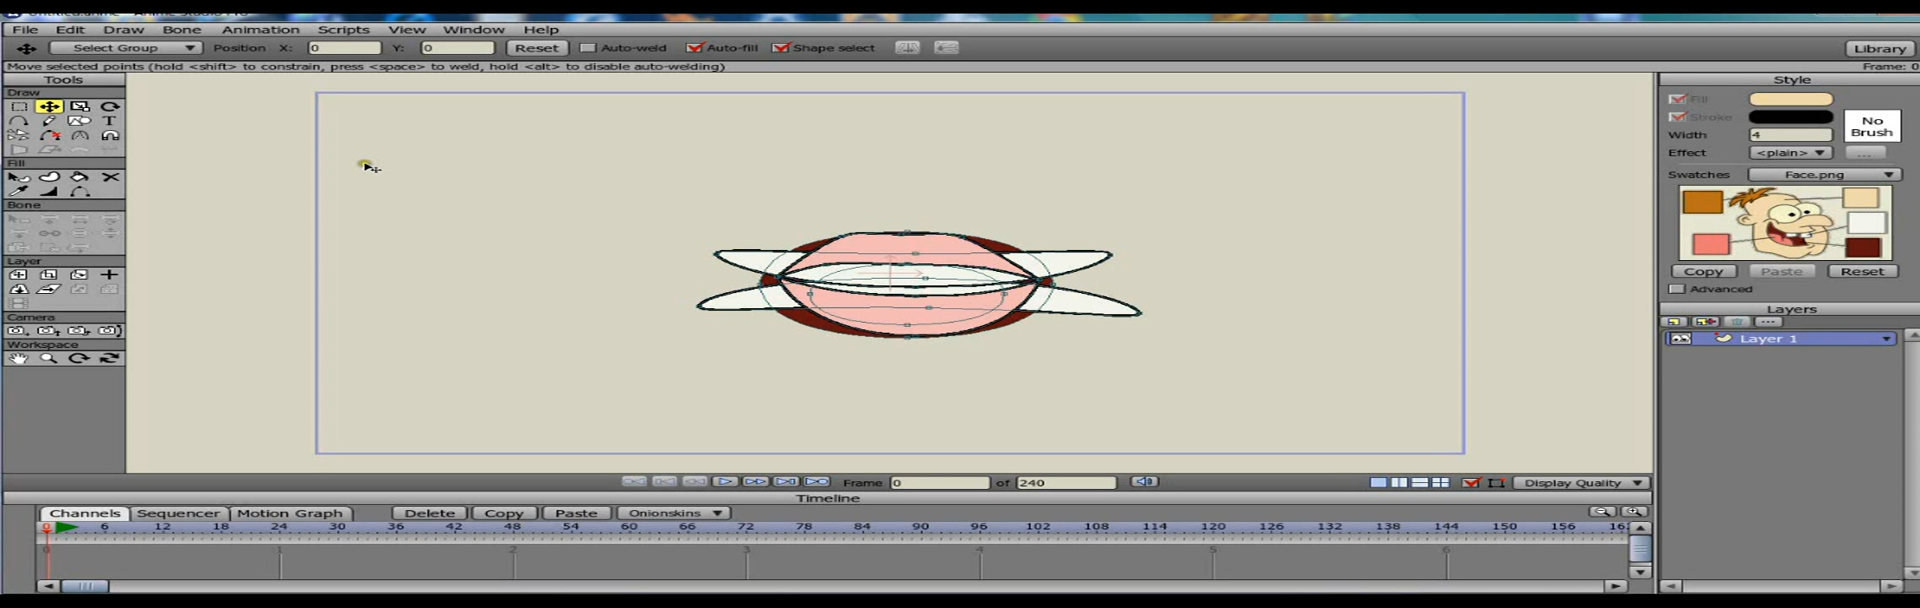 File Edit Draw Bone Animation Scripts View Window Help
Select Group Position X: 0 Y: 0 Reset Auto-weld Auto-fill Shape select Library
Move selected points (hold <shift> to constrain, press <space> to weld, hold <alt> to disable auto-welding) Frame: 0
Tools
Draw
T
Fill
Bone
Layer
Camera
Workspace
Style
Fill
Stroke
No Brush
Width 4
Effect <plain> ...
Swatches Face.png
Copy Paste Reset
Advanced
Layers
Layer 1
Frame 0 of 240 Display Quality
Timeline
Channels Sequencer Motion Graph Delete Copy Paste Onionskins
0 6 12 18 24 30 36 42 48 54 60 66 72 78 84 90 96 102 108 114 120 126 132 138 144 150 156
0 1 2 3 4 5 6